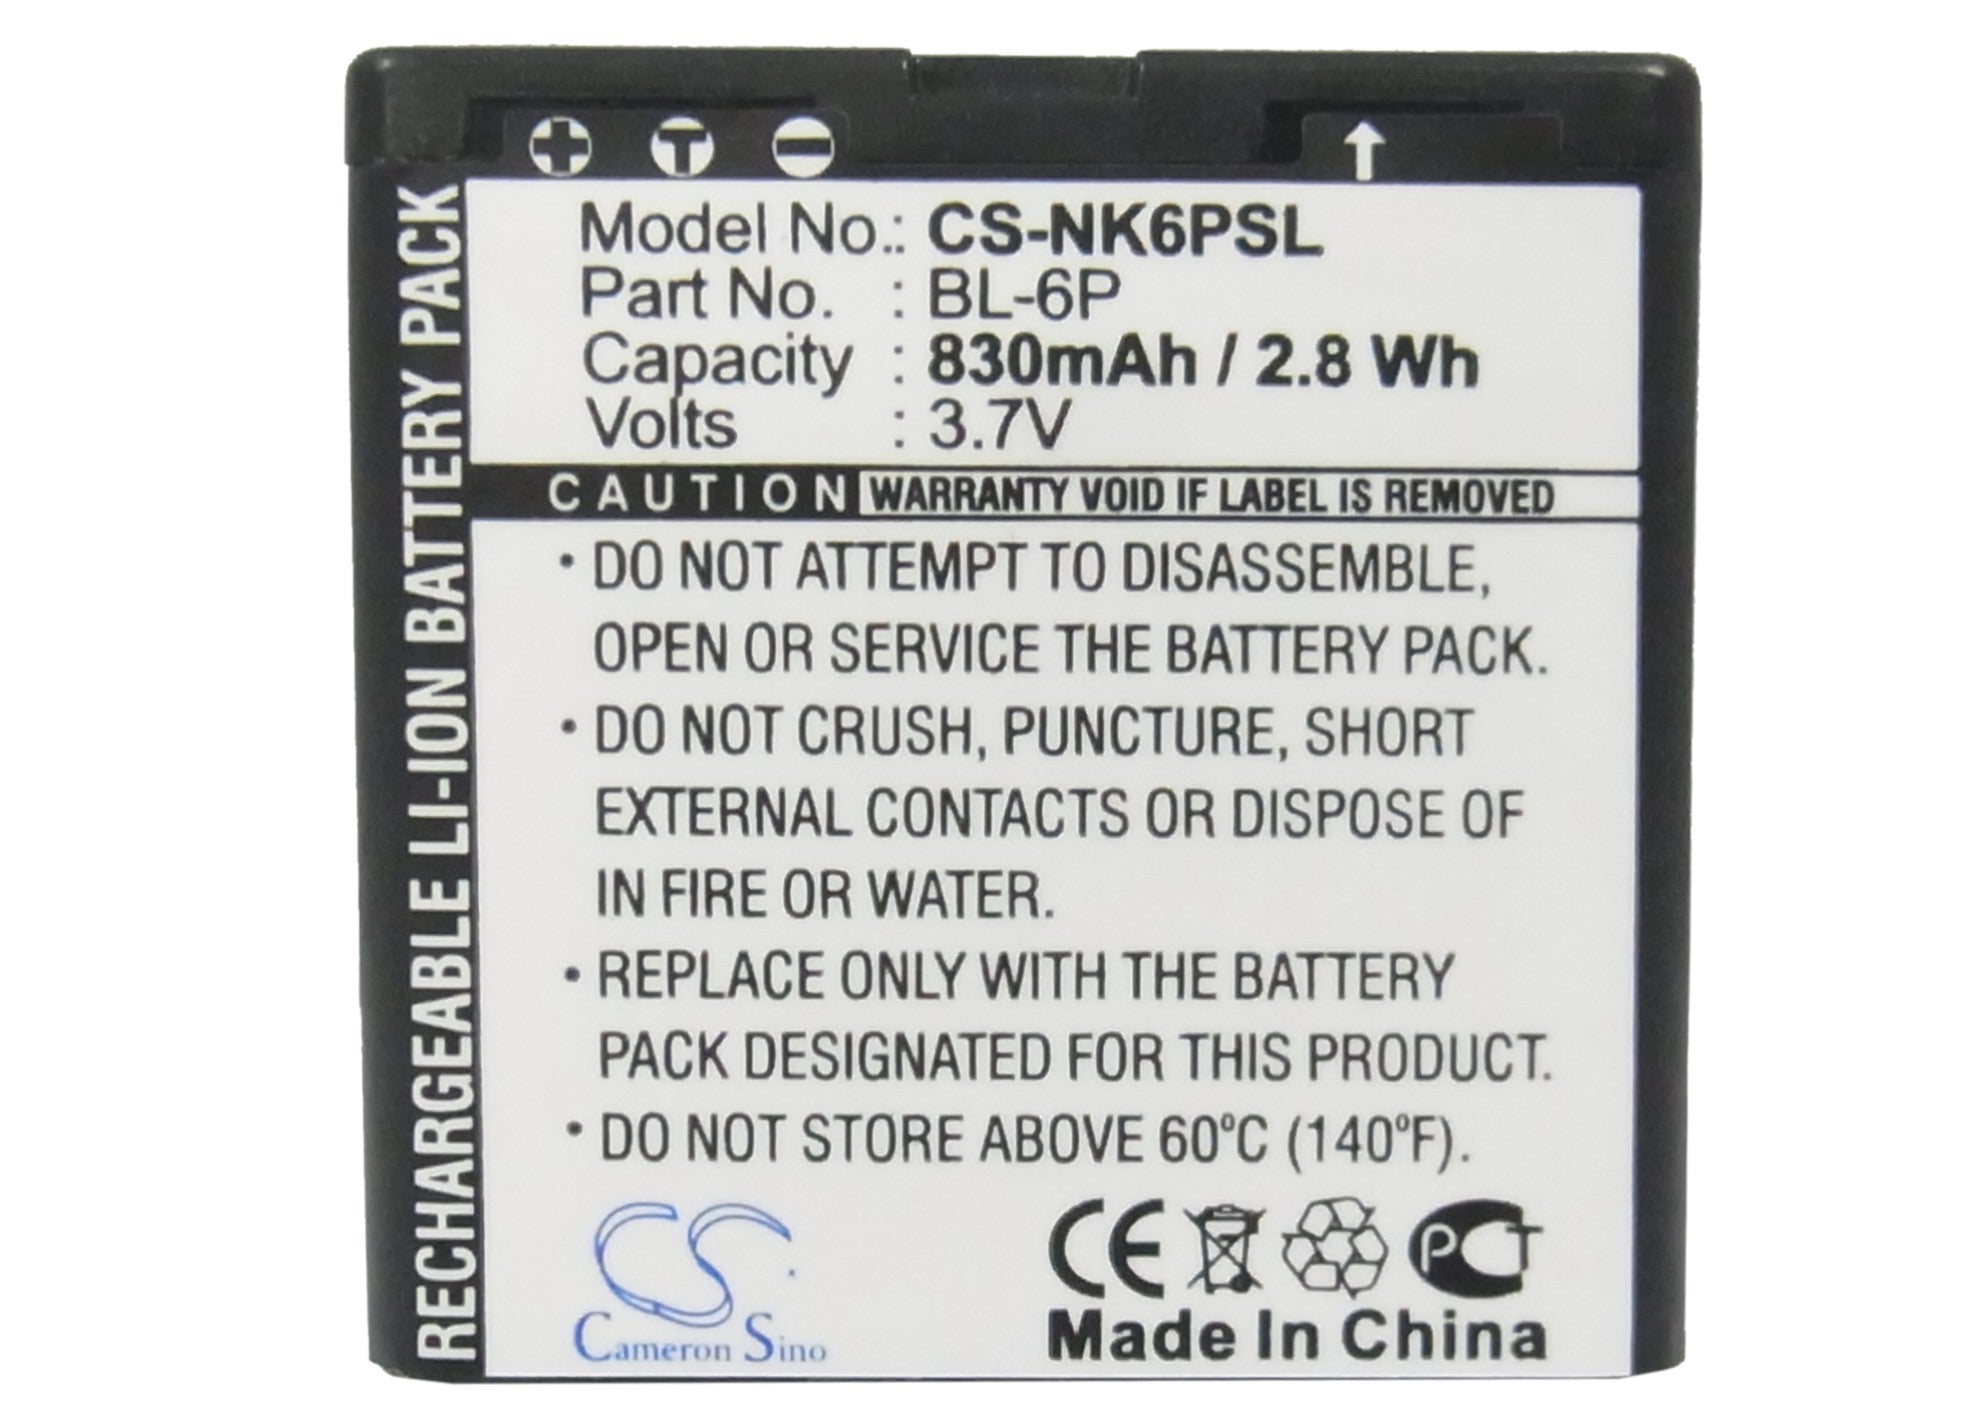 + T −
Model No.: CS-NK6PSL
Part No. : BL-6P
Capacity : 830mAh / 2.8 Wh
Volts : 3.7V
CAUTION WARRANTY VOID IF LABEL IS REMOVED
• DO NOT ATTEMPT TO DISASSEMBLE,
OPEN OR SERVICE THE BATTERY PACK.
• DO NOT CRUSH, PUNCTURE, SHORT
EXTERNAL CONTACTS OR DISPOSE OF
IN FIRE OR WATER.
• REPLACE ONLY WITH THE BATTERY
PACK DESIGNATED FOR THIS PRODUCT.
• DO NOT STORE ABOVE 60°C (140°F).
RECHARGEABLE LI-ION BATTERY PACK
CS
Cameron Sino
CE PCT
Made In China